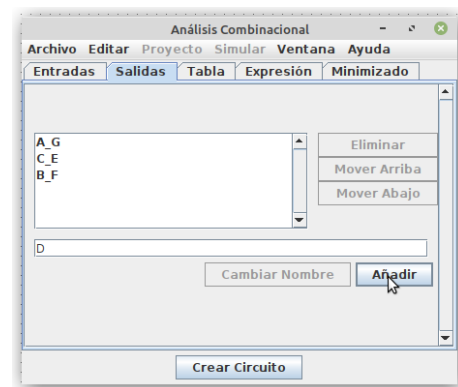 Análisis Combinacional
Archivo Editar Proyecto Simular Ventana Ayuda
Entradas Salidas Tabla Expresión Minimizado
A_G
C_E
B_F
Eliminar
Mover Arriba
Mover Abajo
D
Cambiar Nombre Añadir
Crear Circuito